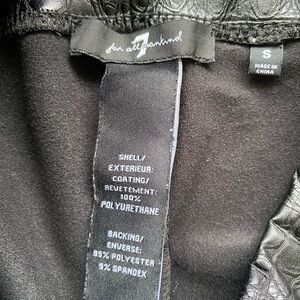 7
for all mankind
S
MADE IN
CHINA
SHELL/
EXTERIEUR:
COATING/
REVETEMENT:
100%
POLYURETHANE
BACKING/
ENVERSE:
95% POLYESTER
5% SPANDEX